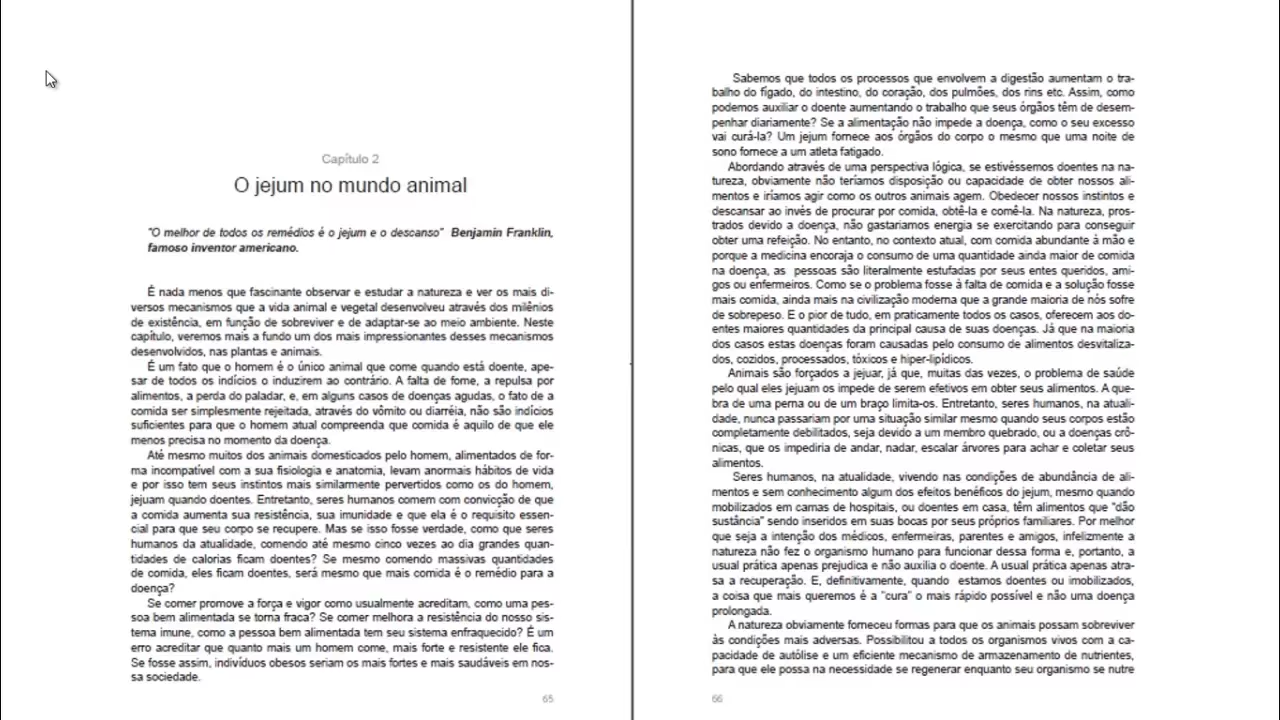 Capítulo 2
O jejum no mundo animal
"O melhor de todos os remédios é o jejum e o descanso" Benjamin Franklin,
famoso inventor americano.
É nada menos que fascinante observar e estudar a natureza e ver os mais di-
versos mecanismos que a vida animal e vegetal desenvolveu através dos milênios
de existência, em função de sobreviver e de adaptar-se ao meio ambiente. Neste
capítulo, veremos mais a fundo um dos mais impressionantes desses mecanismos
desenvolvidos, nas plantas e animais.
É um fato que o homem é o único animal que come quando está doente, ape-
sar de todos os indícios o induzirem ao contrário. A falta de fome, a repulsa por
alimentos, a perda do paladar, e, em alguns casos de doenças agudas, o fato de a
comida ser simplesmente rejeitada, através do vômito ou diarréia, não são indícios
suficientes para que o homem atual compreenda que comida é aquilo de que ele
menos precisa no momento da doença.
Até mesmo muitos dos animais domesticados pelo homem, alimentados de for-
ma incompatível com a sua fisiologia e anatomia, levam anormais hábitos de vida
e por isso tem seus instintos mais similarmente pervertidos como os do homem,
jejuam quando doentes. Entretanto, seres humanos comem com convicção de que
a comida aumenta sua resistência, sua imunidade e que ela é o requisito essen-
cial para que seu corpo se recupere. Mas se isso fosse verdade, como que seres
humanos da atualidade, comendo até mesmo cinco vezes ao dia grandes quan-
tidades de calorias ficam doentes? Se mesmo comendo massivas quantidades
de comida, eles ficam doentes, será mesmo que mais comida é o remédio para a
doença?
Se comer promove a força e vigor como usualmente acreditam, como uma pes-
soa bem alimentada se torna fraca? Se comer melhora a resistência do nosso sis-
tema imune, como a pessoa bem alimentada tem seu sistema enfraquecido? É um
erro acreditar que quanto mais um homem come, mais forte e resistente ele fica.
Se fosse assim, indivíduos obesos seriam os mais fortes e mais saudáveis em nos-
sa sociedade.
65
Sabemos que todos os processos que envolvem a digestão aumentam o tra-
balho do fígado, do intestino, do coração, dos pulmões, dos rins etc. Assim, como
podemos auxiliar o doente aumentando o trabalho que seus órgãos têm de desem-
penhar diariamente? Se a alimentação não impede a doença, como o seu excesso
vai curá-la? Um jejum fornece aos órgãos do corpo o mesmo que uma noite de
sono fornece a um atleta fatigado.
Abordando através de uma perspectiva lógica, se estivéssemos doentes na na-
tureza, obviamente não teríamos disposição ou capacidade de obter nossos ali-
mentos e iríamos agir como os outros animais agem. Obedecer nossos instintos e
descansar ao invés de procurar por comida, obtê-la e comê-la. Na natureza, pros-
trados devido a doença, não gastaríamos energia se exercitando para conseguir
obter uma refeição. No entanto, no contexto atual, com comida abundante à mão e
porque a medicina encoraja o consumo de uma quantidade ainda maior de comida
na doença, as pessoas são literalmente estufadas por seus entes queridos, ami-
gos ou enfermeiros. Como se o problema fosse à falta de comida e a solução fosse
mais comida, ainda mais na civilização moderna que a grande maioria de nós sofre
de sobrepeso. E o pior de tudo, em praticamente todos os casos, oferecem aos do-
entes maiores quantidades da principal causa de suas doenças. Já que na maioria
dos casos estas doenças foram causadas pelo consumo de alimentos desvitaliza-
dos, cozidos, processados, tóxicos e hiper-lipídicos.
Animais são forçados a jejuar, já que, muitas das vezes, o problema de saúde
pelo qual eles jejuam os impede de serem efetivos em obter seus alimentos. A que-
bra de uma perna ou de um braço limita-os. Entretanto, seres humanos, na atuali-
dade, nunca passariam por uma situação similar mesmo quando seus corpos estão
completamente debilitados, seja devido a um membro quebrado, ou a doenças crô-
nicas, que os impediria de andar, nadar, escalar árvores para achar e coletar seus
alimentos.
Seres humanos, na atualidade, vivendo nas condições de abundância de ali-
mentos e sem conhecimento algum dos efeitos benéficos do jejum, mesmo quando
mobilizados em camas de hospitais, ou doentes em casa, têm alimentos que "dão
sustância" sendo inseridos em suas bocas por seus próprios familiares. Por melhor
que seja a intenção dos médicos, enfermeiras, parentes e amigos, infelizmente a
natureza não fez o organismo humano para funcionar dessa forma e, portanto, a
usual prática apenas prejudica e não auxilia o doente. A usual prática apenas atra-
sa a recuperação. E, definitivamente, quando estamos doentes ou imobilizados,
a coisa que mais queremos é a "cura" o mais rápido possível e não uma doença
prolongada.
A natureza obviamente forneceu formas para que os animais possam sobreviver
às condições mais adversas. Possibilitou a todos os organismos vivos com a ca-
pacidade de autólise e um eficiente mecanismo de armazenamento de nutrientes,
para que ele possa na necessidade se regenerar enquanto seu organismo se nutre
66